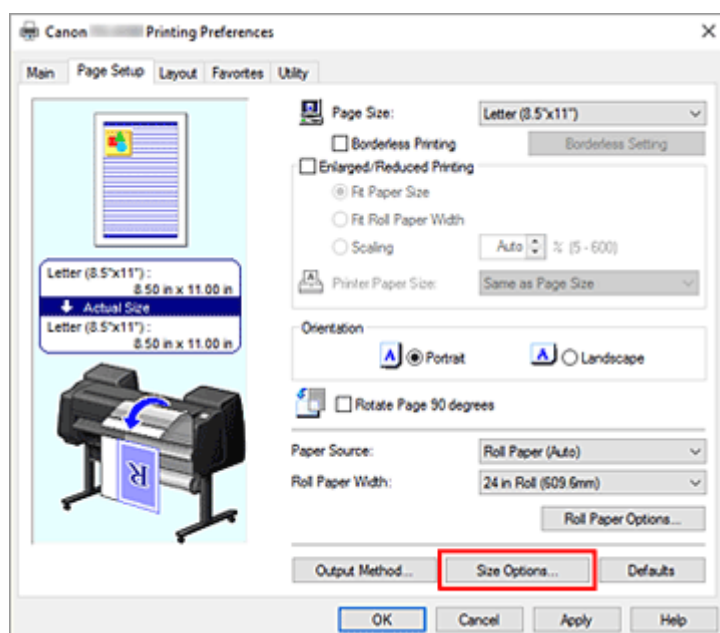 Canon Printing Preferences
Main Page Setup Layout Favorites Utility
Page Size: Letter (8.5"x11")
Borderless Printing Borderless Setting
Enlarged/Reduced Printing
Fit Paper Size
Fit Roll Paper Width
Scaling Auto % (5 - 600)
Printer Paper Size: Same as Page Size
Letter (8.5"x11") :
8.50 in x 11.00 in
Actual Size
Letter (8.5"x11") :
8.50 in x 11.00 in
Orientation
A Portrait A Landscape
Rotate Page 90 degrees
R
Paper Source: Roll Paper (Auto)
Roll Paper Width: 24 in Roll (609.6mm)
Roll Paper Options...
Output Method... Size Options... Defaults
OK Cancel Apply Help